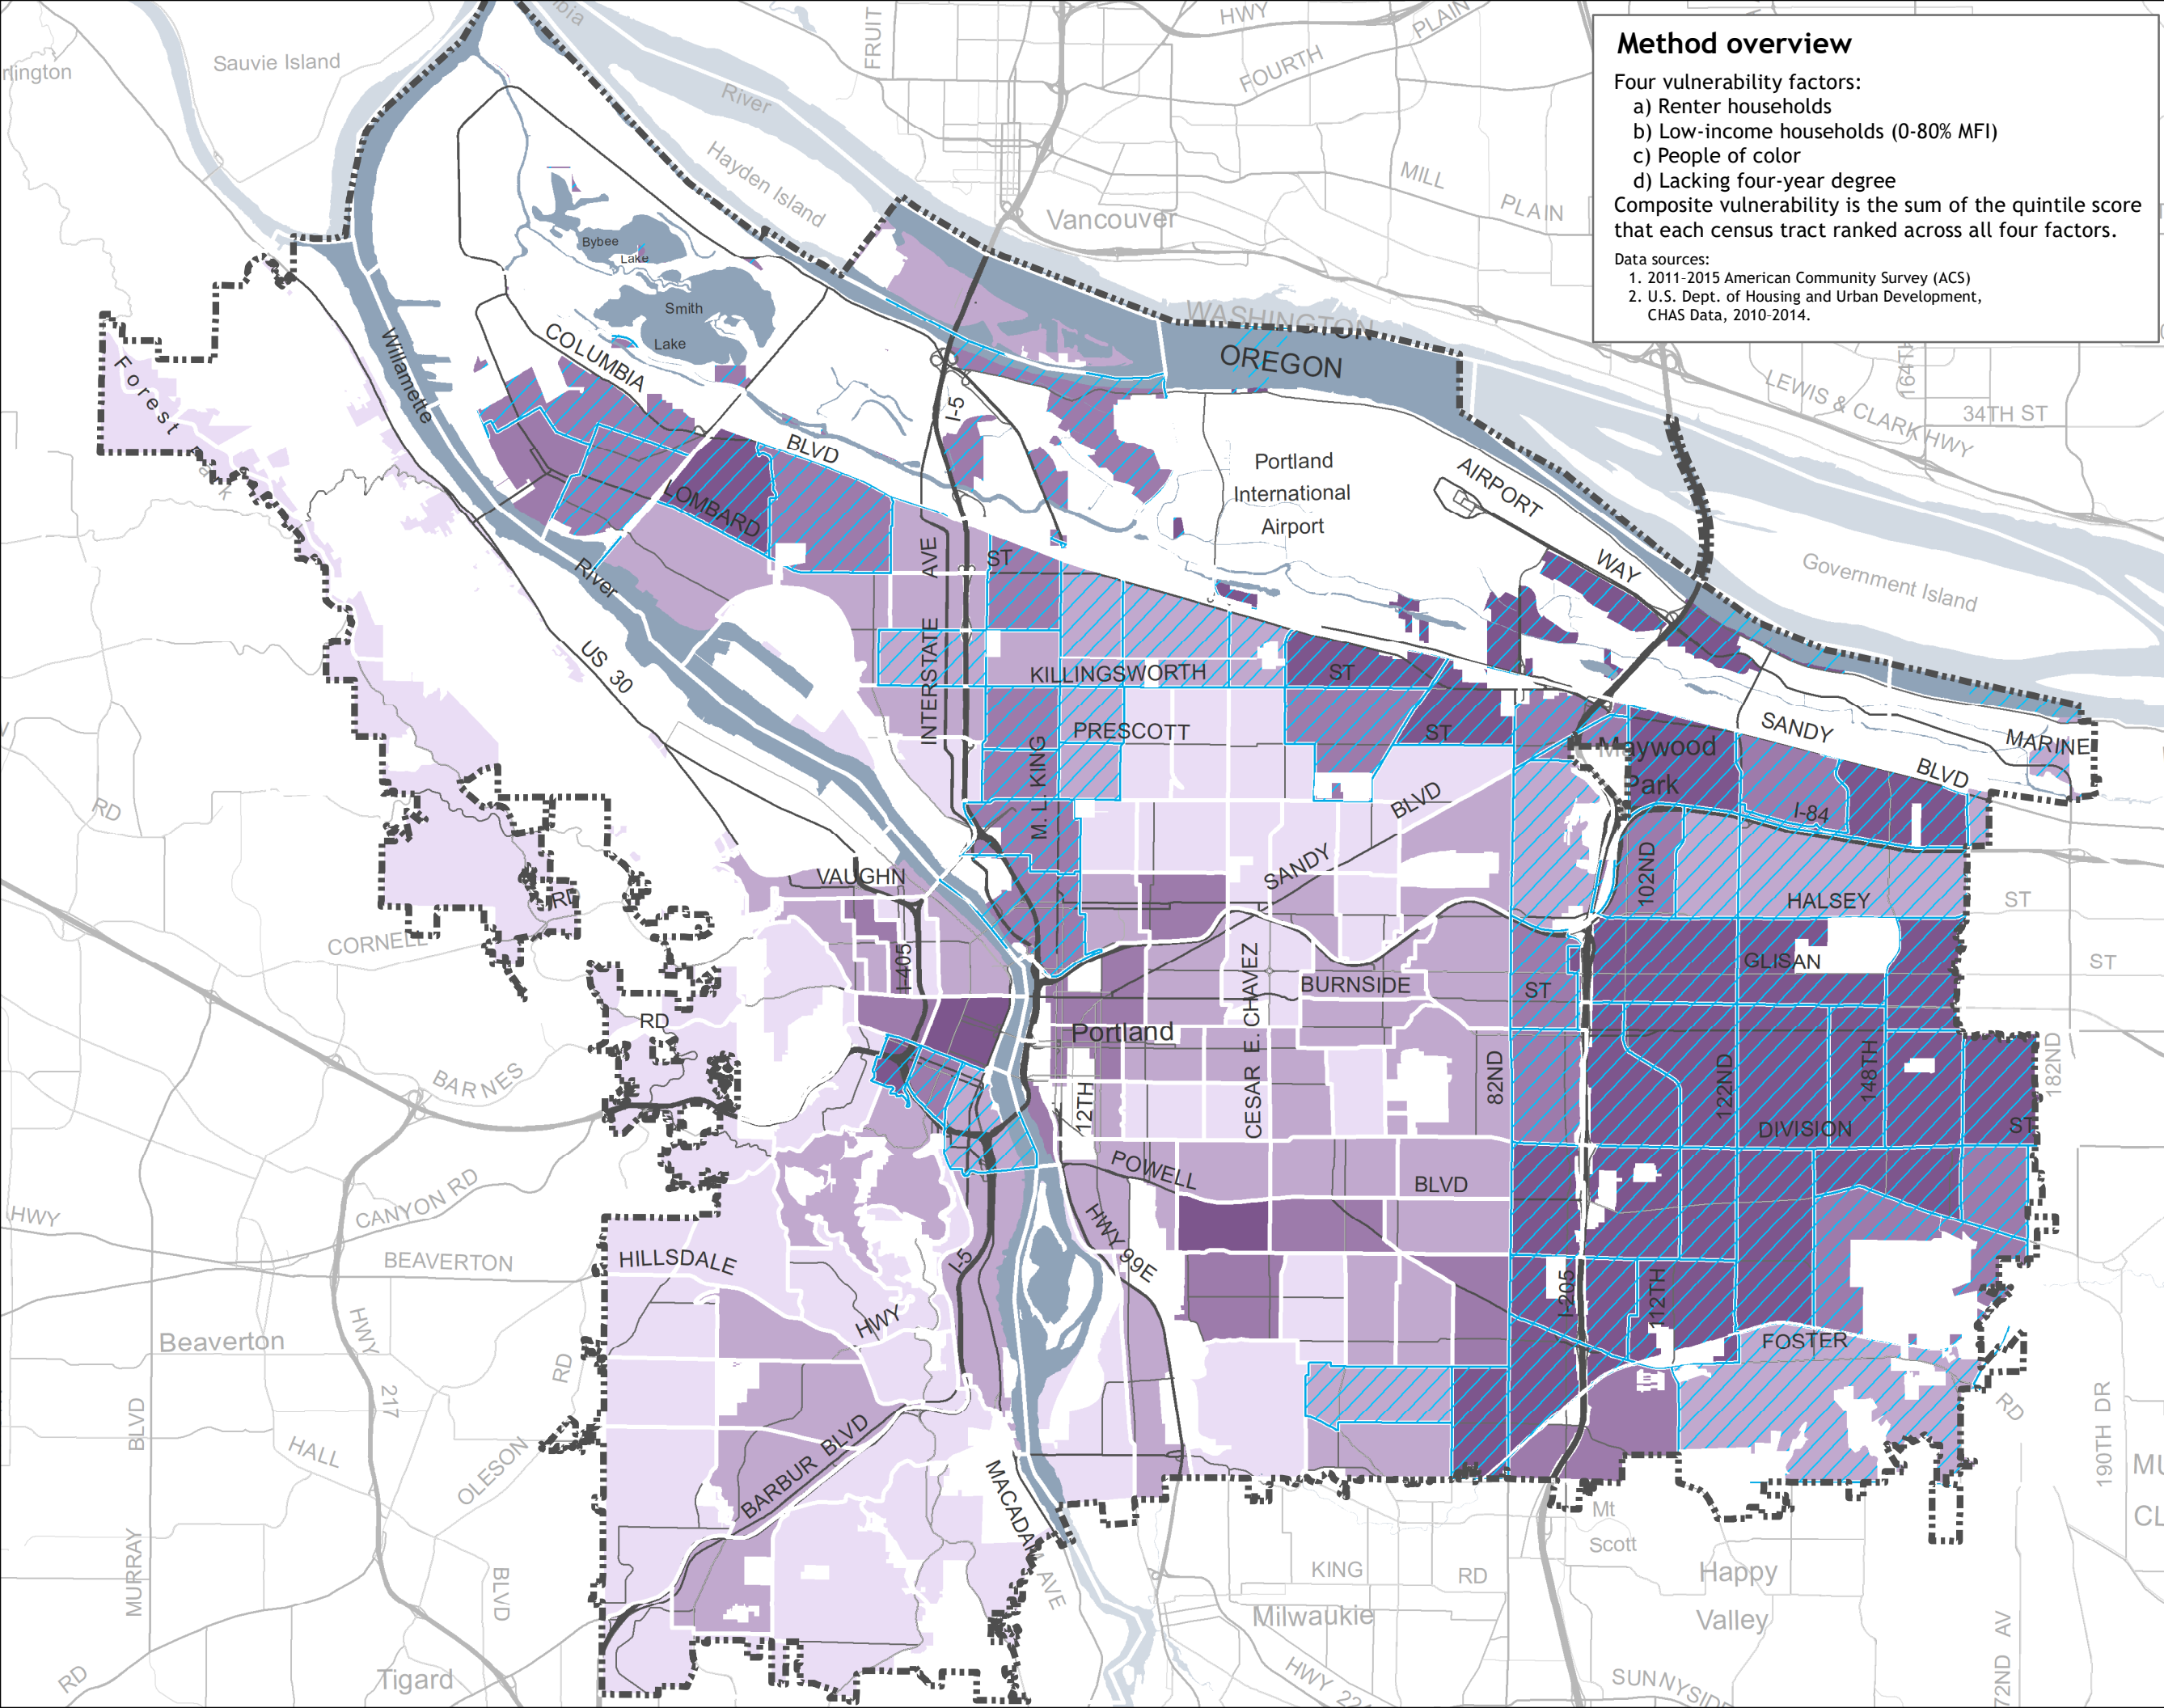 Method overview
Four vulnerability factors:
a) Renter households
b) Low-income households (0-80% MFI)
c) People of color
d) Lacking four-year degree
Composite vulnerability is the sum of the quintile score
that each census tract ranked across all four factors.
Data sources:
1. 2011-2015 American Community Survey (ACS)
2. U.S. Dept. of Housing and Urban Development,
CHAS Data, 2010-2014.
Sauvie Island
FRUIT
HWY
PLAIN
FOURTH
River
Hayden Island
MILL
PLAIN
Vancouver
Bybee
Lake
Smith
Lake
WASHINGTON
OREGON
COLUMBIA
Willamette
Forest
LEWIS & CLARK HWY
34TH ST
I-5
BLVD
Portland
International
Airport
AIRPORT
WAY
LOMBARD
AVE
ST
River
Government Island
US 30
INTERSTATE
KILLINGSWORTH
ST
PRESCOTT
ST
Maywood
Park
SANDY
MARINE
BLVD
M. L. KING
BLVD
I-84
RD
VAUGHN
SANDY
102ND
HALSEY
ST
RD
CORNELL
I-405
CESAR E. CHAVEZ
BURNSIDE
ST
GLISAN
ST
RD
Portland
BARNES
12TH
82ND
122ND
148TH
182ND
DIVISION
ST
CANYON RD
HWY
POWELL
BLVD
BEAVERTON
HILLSDALE
HWY
I-5
HWY 99E
I-205
112TH
FOSTER
Beaverton
HWY
217
RD
RD
190TH DR
BLVD
HALL
OLESON
BARBUR BLVD
MACADAM AVE
Mt
Scott
MURRAY
BLVD
KING
RD
Happy
Valley
Milwaukie
RD
Tigard
HWY 224
SUNNYSIDE
72ND AV